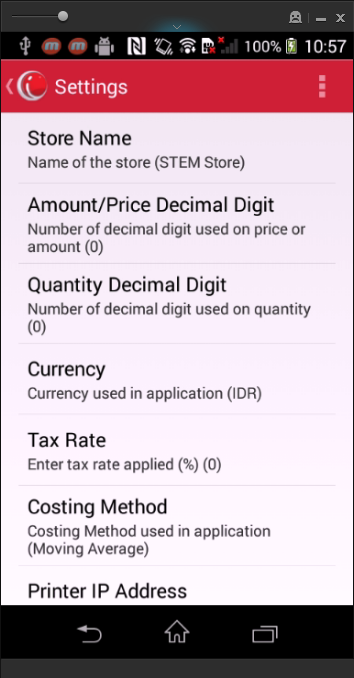 100% 10:57
Settings
Store Name
Name of the store (STEM Store)
Amount/Price Decimal Digit
Number of decimal digit used on price or
amount (0)
Quantity Decimal Digit
Number of decimal digit used on quantity
(0)
Currency
Currency used in application (IDR)
Tax Rate
Enter tax rate applied (%) (0)
Costing Method
Costing Method used in application
(Moving Average)
Printer IP Address